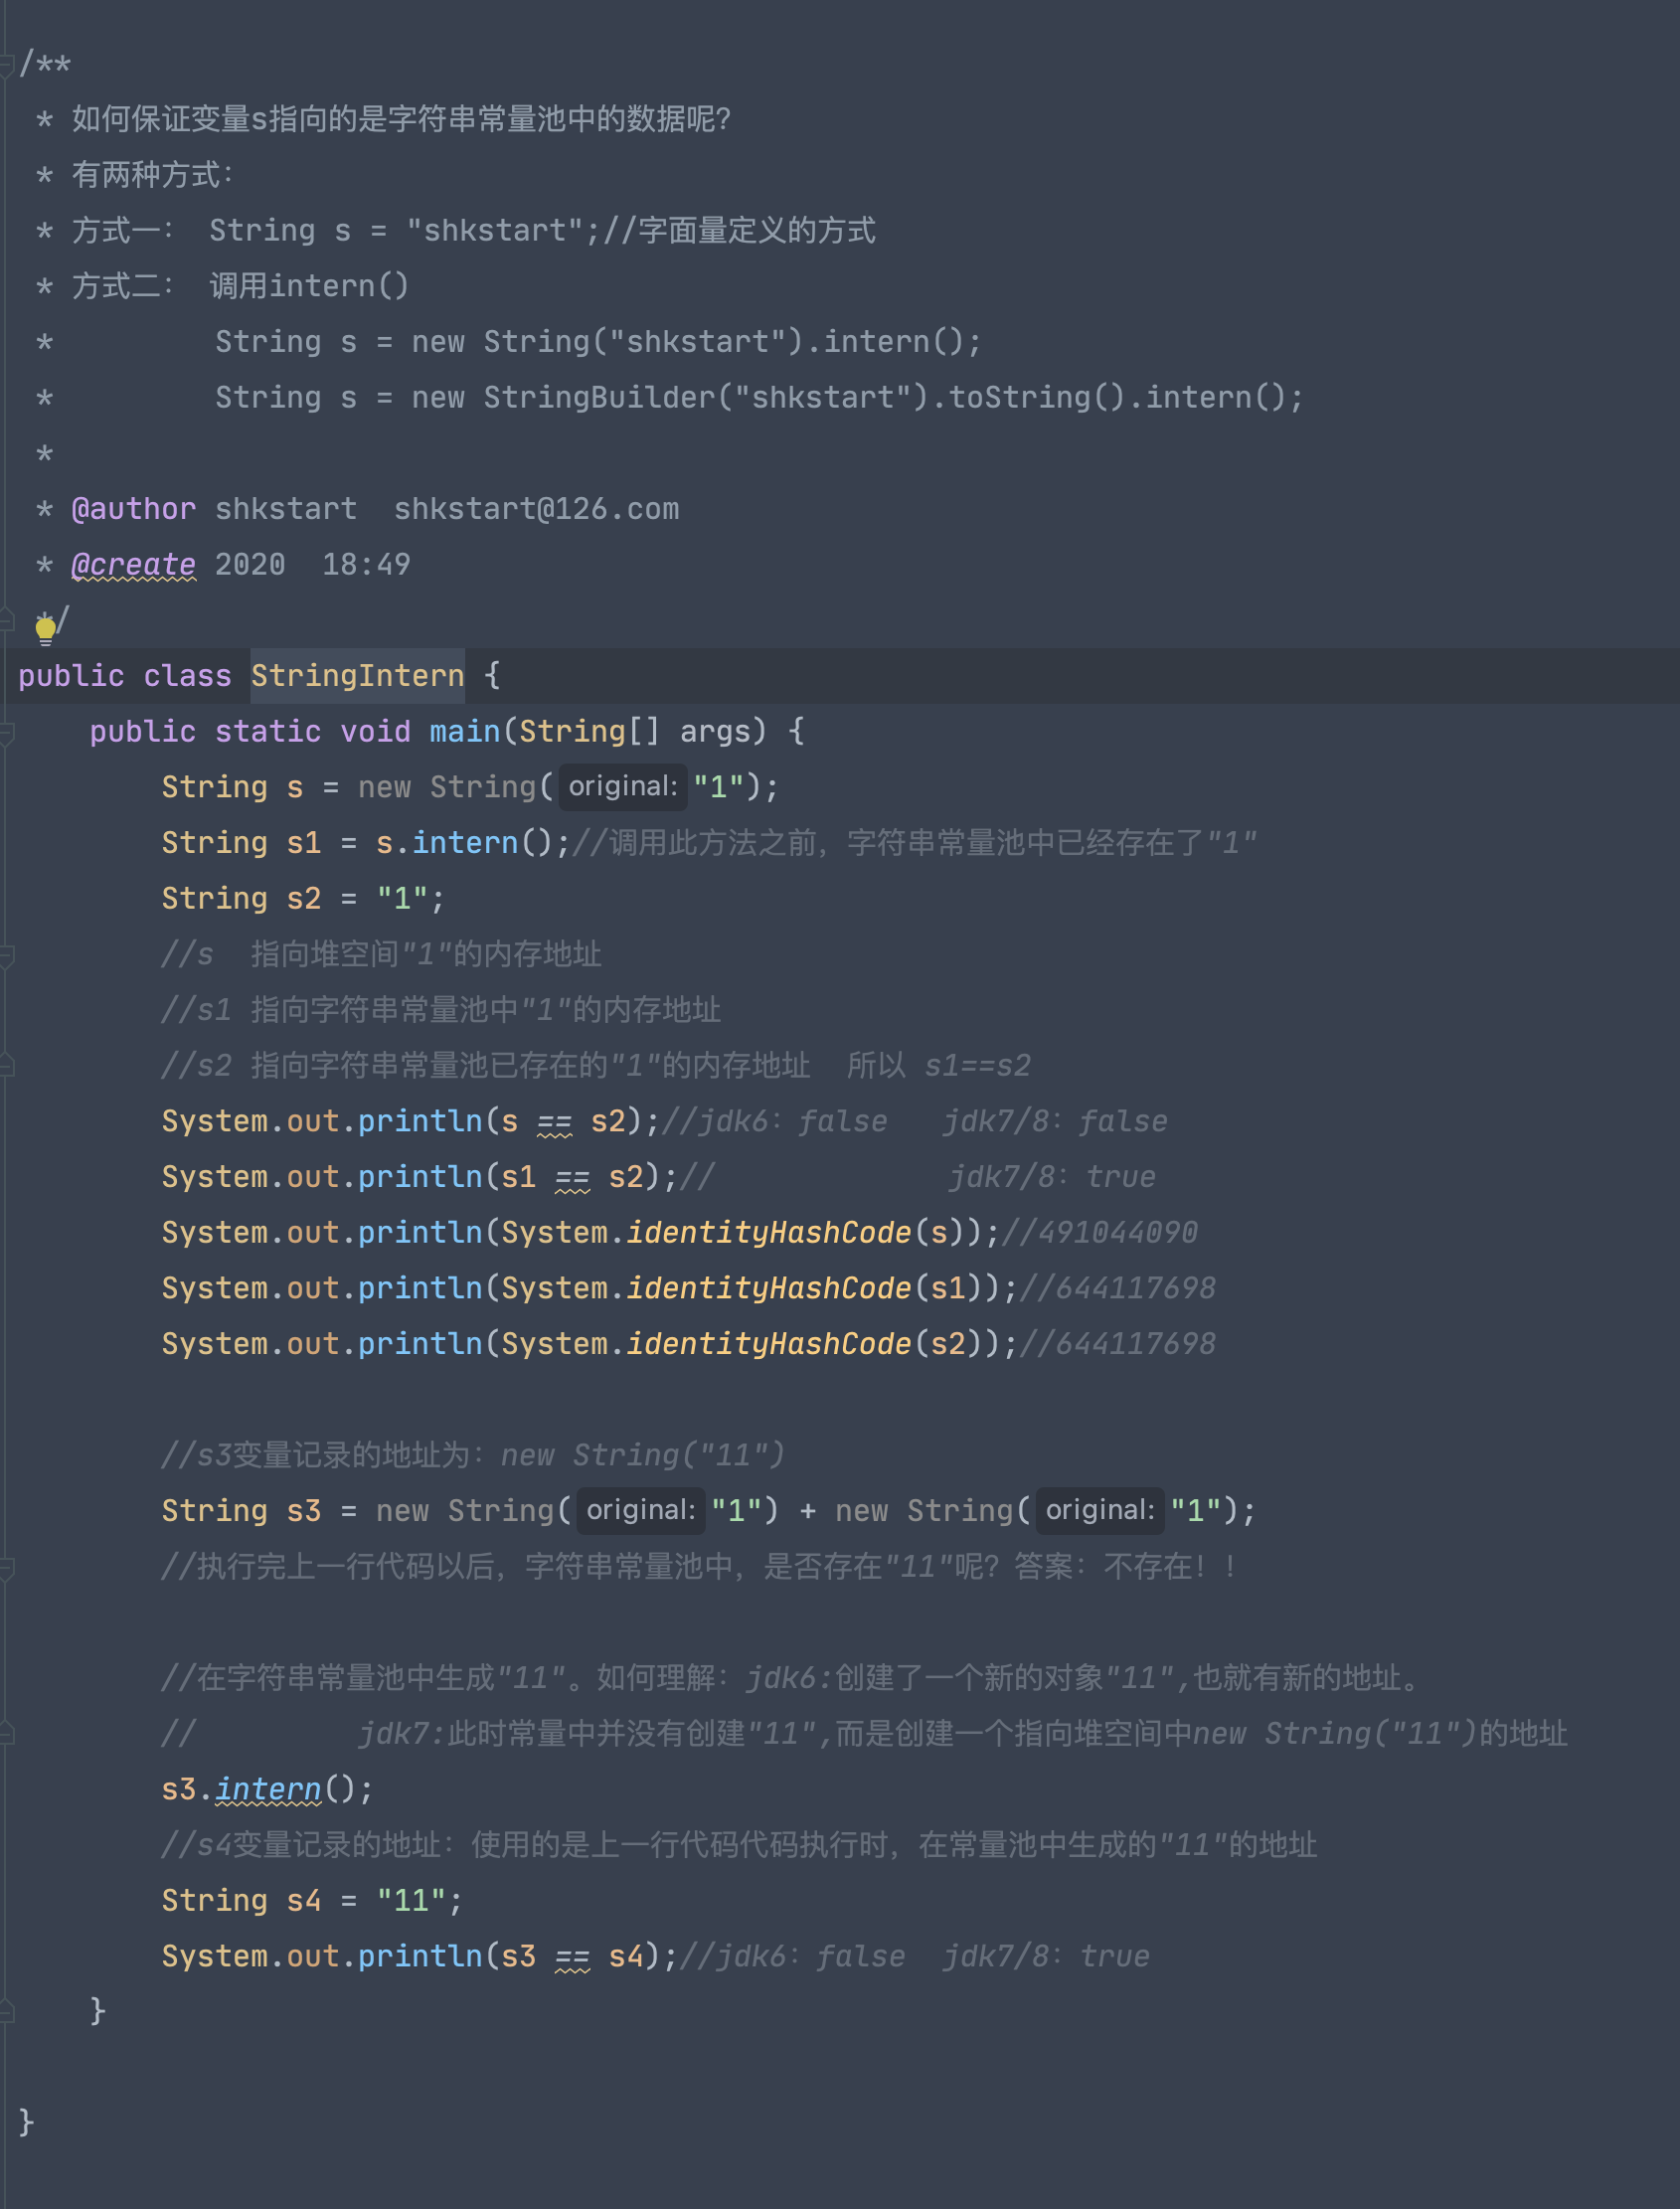 /**
* 如何保证变量s指向的是字符串常量池中的数据呢?
* 有两种方式:
* 方式一: String s = "shkstart";//字面量定义的方式
* 方式二: 调用intern()
*         String s = new String("shkstart").intern();
*         String s = new StringBuilder("shkstart").toString().intern();
*
* @author shkstart  shkstart@126.com
* @create 2020  18:49
*/
public class StringIntern {
    public static void main(String[] args) {
        String s = new String( original: "1");
        String s1 = s.intern();//调用此方法之前，字符串常量池中已经存在了"1"
        String s2 = "1";
        //s  指向堆空间"1"的内存地址
        //s1 指向字符串常量池中"1"的内存地址
        //s2 指向字符串常量池已存在的"1"的内存地址  所以 s1==s2
        System.out.println(s == s2);//jdk6：false   jdk7/8：false
        System.out.println(s1 == s2);//             jdk7/8：true
        System.out.println(System.identityHashCode(s));//491044090
        System.out.println(System.identityHashCode(s1));//644117698
        System.out.println(System.identityHashCode(s2));//644117698
        //s3变量记录的地址为：new String("11")
        String s3 = new String( original: "1") + new String( original: "1");
        //执行完上一行代码以后，字符串常量池中，是否存在"11"呢？答案：不存在！！
        //在字符串常量池中生成"11"。如何理解：jdk6:创建了一个新的对象"11",也就有新的地址。
        //         jdk7:此时常量中并没有创建"11",而是创建一个指向堆空间中new String("11")的地址
        s3.intern();
        //s4变量记录的地址：使用的是上一行代码代码执行时，在常量池中生成的"11"的地址
        String s4 = "11";
        System.out.println(s3 == s4);//jdk6：false  jdk7/8：true
    }
}